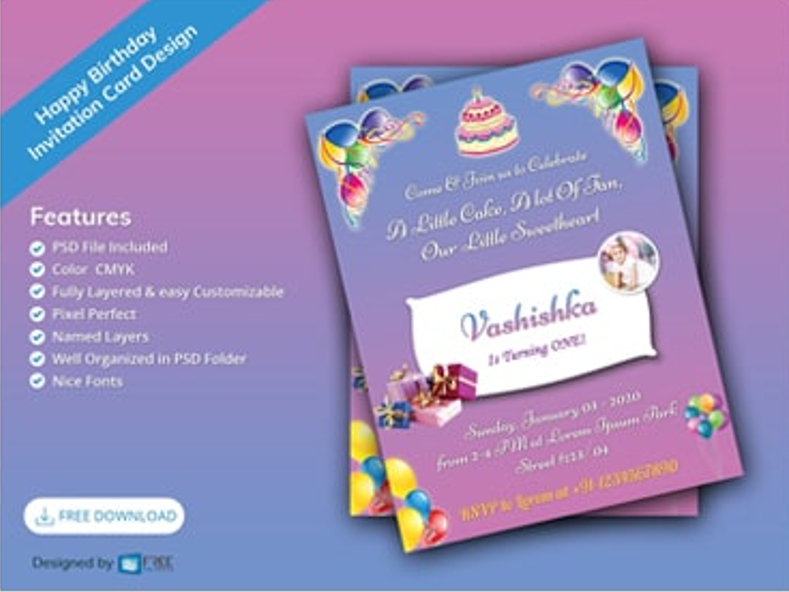 Happy Birthday
Invitation Card Design
Features
PSD File Included
Color CMYK
Fully Layered & easy Customizable
Pixel Perfect
Named Layers
Well Organized in PSD Folder
Nice Fonts
FREE DOWNLOAD
Designed by FREE
Come & Join us to Celebrate
A Little Cake, A lot Of Fun,
Our Little Sweetheart
Vashishka
Is Turning ONE!
Sunday, January 03 - 2020
from 2-4 PM at Lorem Ipsum Park
Street #123/ 04
RSVP to Lorem at +91-1234567890